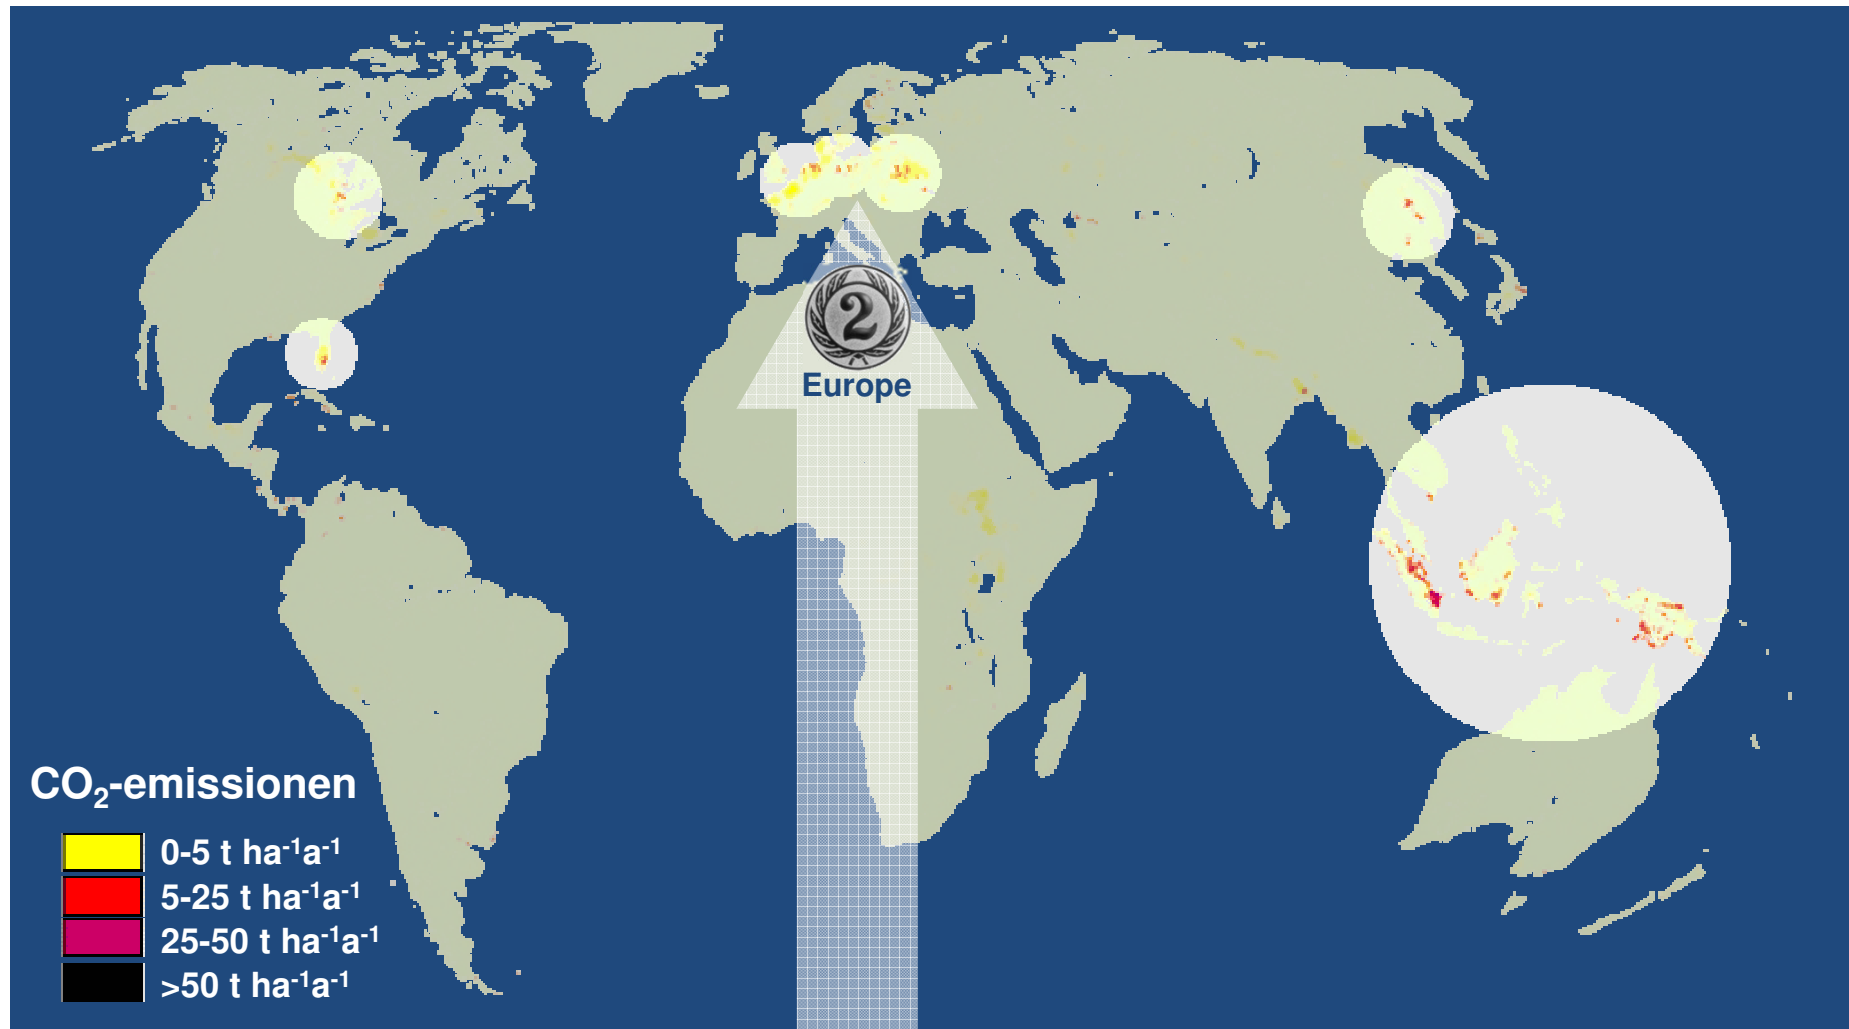 2
Europe
CO₂-emissionen
0-5 t ha⁻¹a⁻¹
5-25 t ha⁻¹a⁻¹
25-50 t ha⁻¹a⁻¹
>50 t ha⁻¹a⁻¹